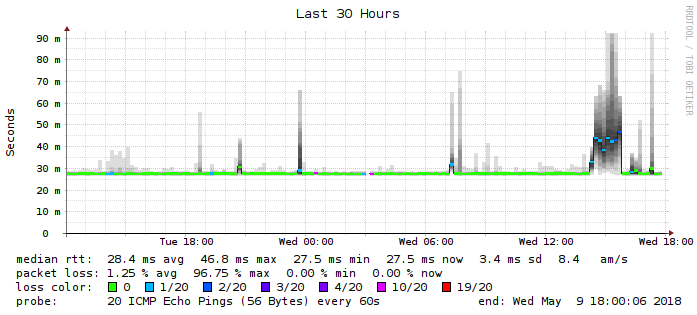 Last 30 Hours
RRDTOOL / TOBI OETIKER
Seconds
90 m
80 m
70 m
60 m
50 m
40 m
30 m
20 m
10 m
0
Tue 18:00 Wed 00:00 Wed 06:00 Wed 12:00 Wed 18:00
median rtt: 28.4 ms avg 46.8 ms max 27.5 ms min 27.5 ms now 3.4 ms sd 8.4 am/s
packet loss: 1.25 % avg 96.75 % max 0.00 % min 0.00 % now
loss color: 0 1/20 2/20 3/20 4/20 10/20 19/20
probe: 20 ICMP Echo Pings (56 Bytes) every 60s end: Wed May 9 18:00:06 2018